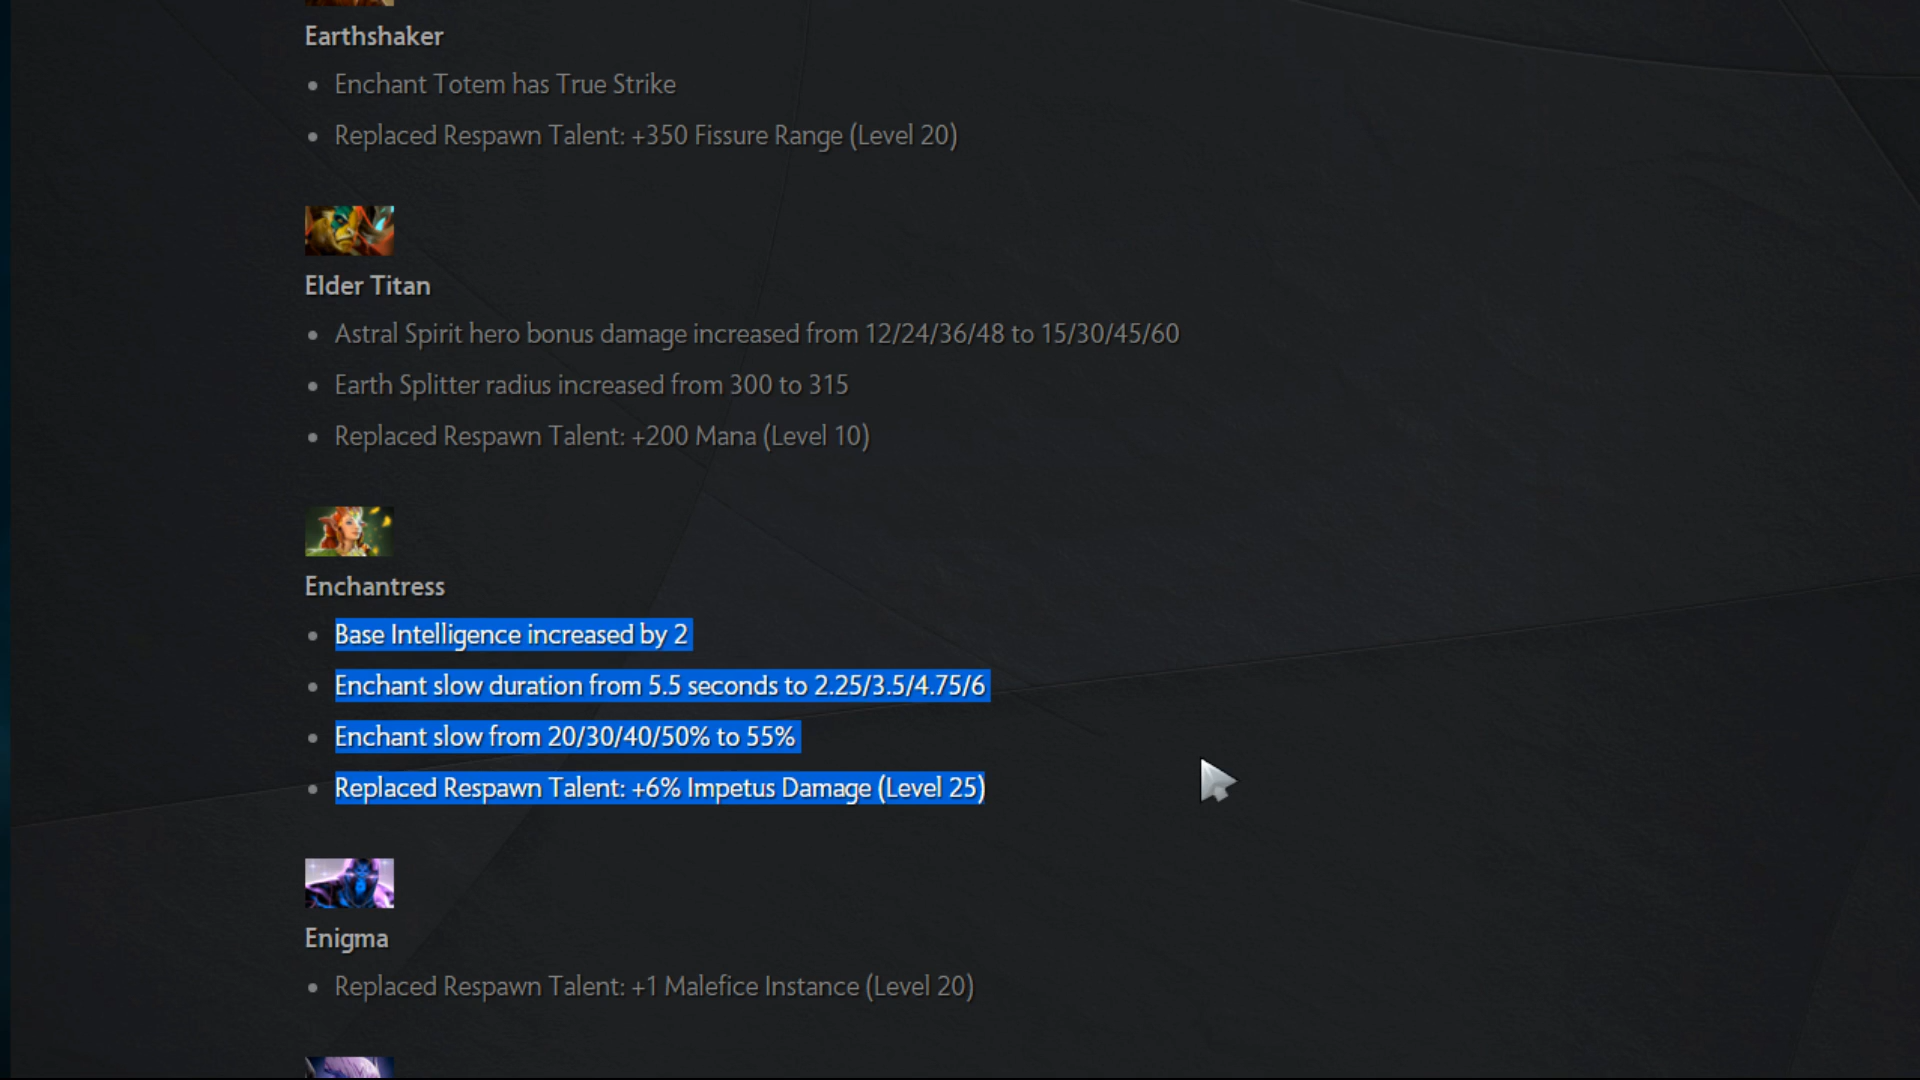 Earthshaker
Enchant Totem has True Strike
Replaced Respawn Talent: +350 Fissure Range (Level 20)
Elder Titan
Astral Spirit hero bonus damage increased from 12/24/36/48 to 15/30/45/60
Earth Splitter radius increased from 300 to 315
Replaced Respawn Talent: +200 Mana (Level 10)
Enchantress
Base Intelligence increased by 2
Enchant slow duration from 5.5 seconds to 2.25/3.5/4.75/6
Enchant slow from 20/30/40/50% to 55%
Replaced Respawn Talent: +6% Impetus Damage (Level 25)
Enigma
Replaced Respawn Talent: +1 Malefice Instance (Level 20)